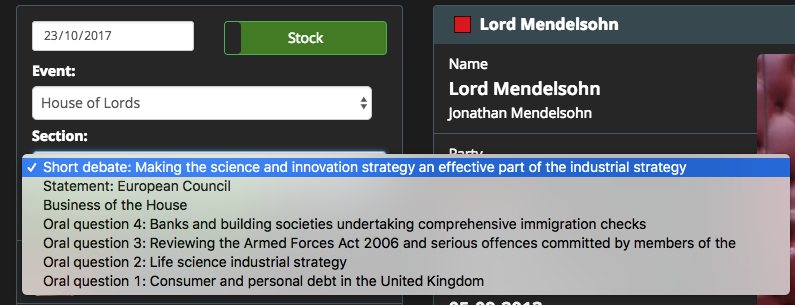 23/10/2017
Stock
Event:
House of Lords
Section:
Short debate: Making the science and innovation strategy an effective part of the industrial strategy
Statement: European Council
Business of the House
Oral question 4: Banks and building societies undertaking comprehensive immigration checks
Oral question 3: Reviewing the Armed Forces Act 2006 and serious offences committed by members of the
Oral question 2: Life science industrial strategy
Oral question 1: Consumer and personal debt in the United Kingdom
Lord Mendelsohn
Name
Lord Mendelsohn
Jonathan Mendelsohn
Party